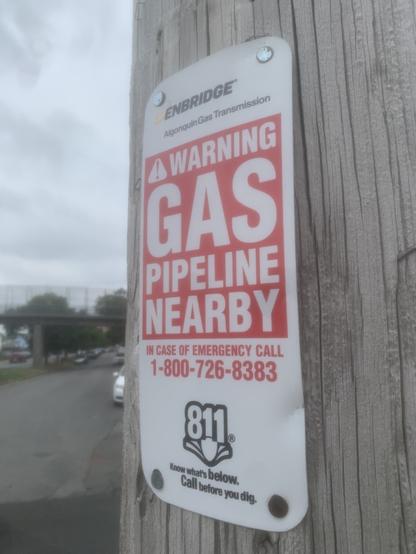 ENBRIDGE™
Algonquin Gas Transmission
WARNING
GAS
PIPELINE
NEARBY
IN CASE OF EMERGENCY CALL
1-800-726-8383
811®
Know what's below.
Call before you dig.